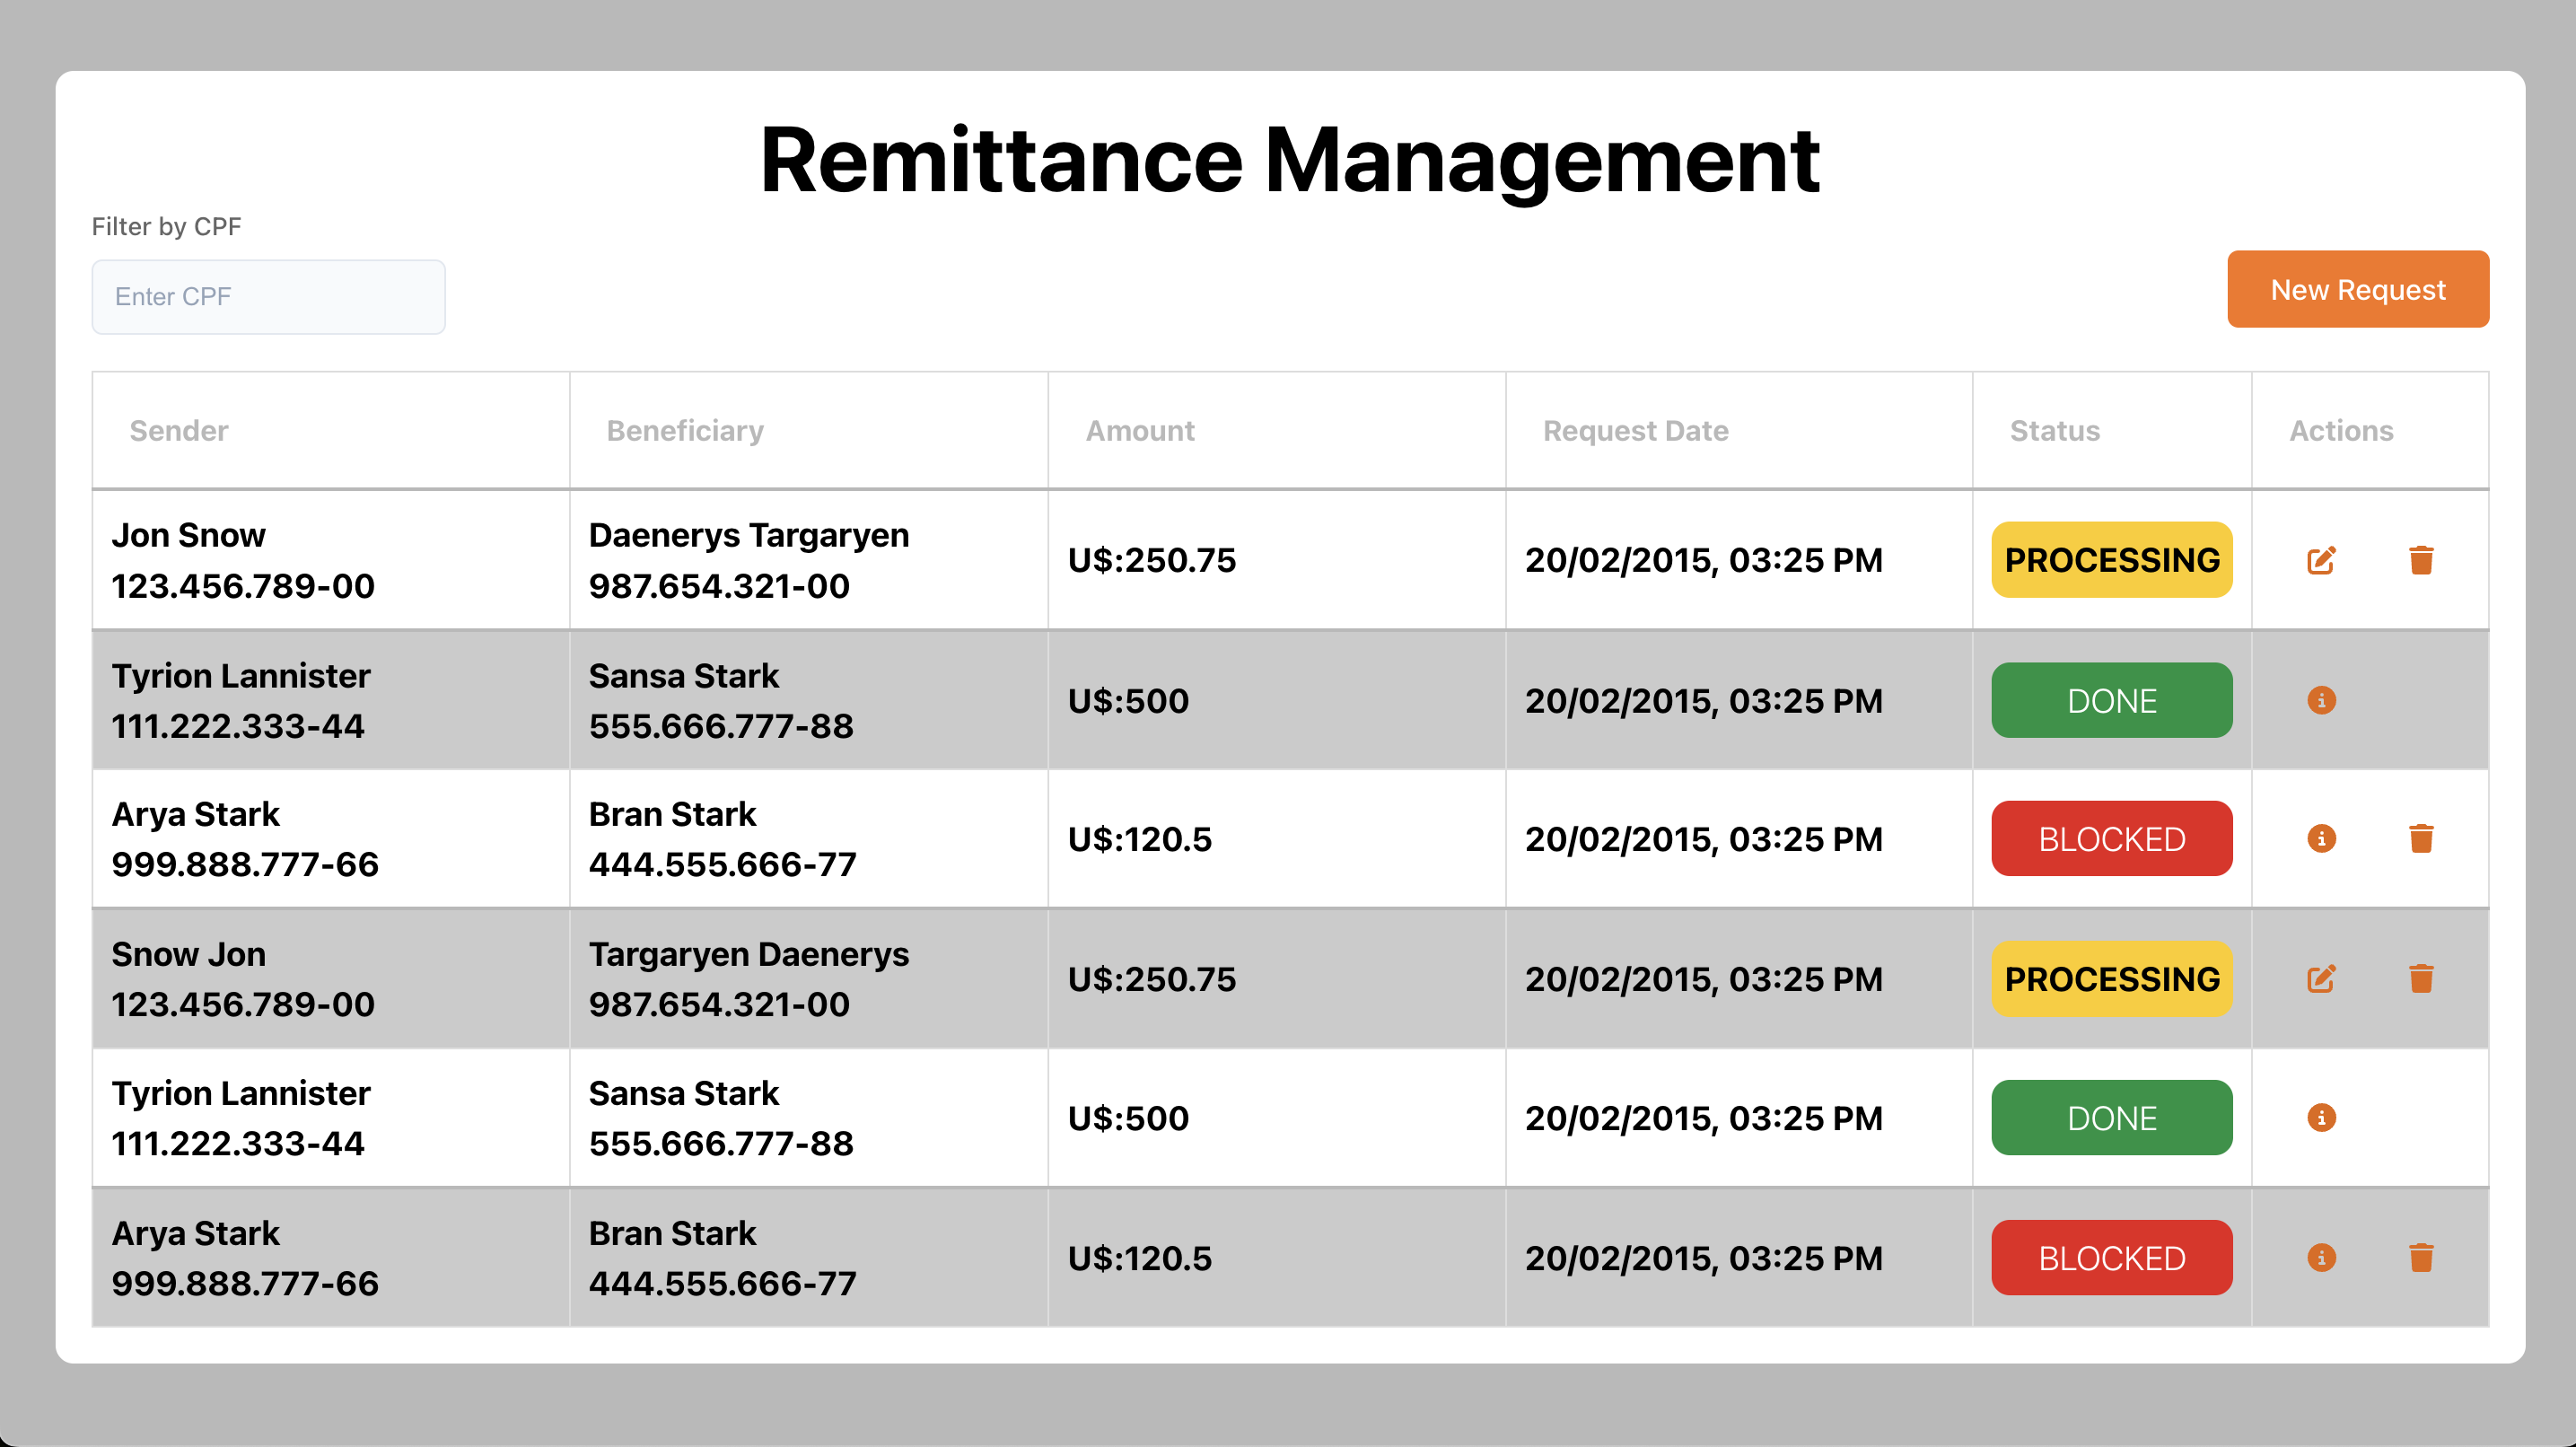 Remittance Management
Filter by CPF
Enter CPF
New Request
Sender Beneficiary Amount Request Date Status Actions
Jon Snow
123.456.789-00
Daenerys Targaryen
987.654.321-00
U$:250.75
20/02/2015, 03:25 PM
PROCESSING
Tyrion Lannister
111.222.333-44
Sansa Stark
555.666.777-88
U$:500
20/02/2015, 03:25 PM
DONE
Arya Stark
999.888.777-66
Bran Stark
444.555.666-77
U$:120.5
20/02/2015, 03:25 PM
BLOCKED
Snow Jon
123.456.789-00
Targaryen Daenerys
987.654.321-00
U$:250.75
20/02/2015, 03:25 PM
PROCESSING
Tyrion Lannister
111.222.333-44
Sansa Stark
555.666.777-88
U$:500
20/02/2015, 03:25 PM
DONE
Arya Stark
999.888.777-66
Bran Stark
444.555.666-77
U$:120.5
20/02/2015, 03:25 PM
BLOCKED